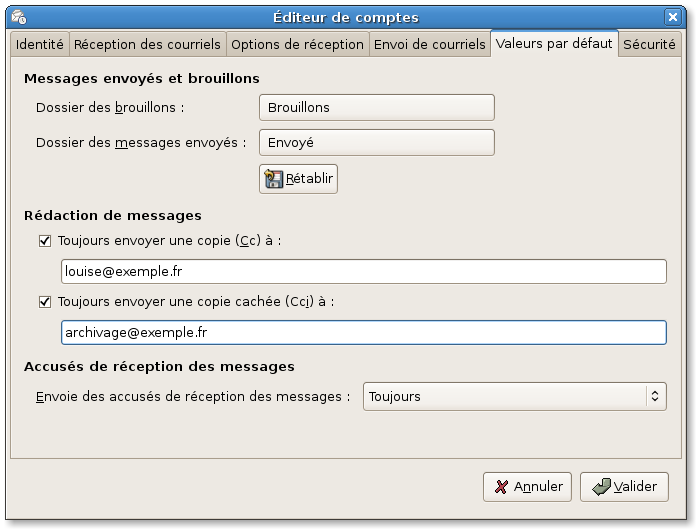 Éditeur de comptes
Identité Réception des courriels Options de réception Envoi de courriels Valeurs par défaut Sécurité
Messages envoyés et brouillons
Dossier des brouillons : Brouillons
Dossier des messages envoyés : Envoyé
Rétablir
Rédaction de messages
Toujours envoyer une copie (Cc) à :
louise@exemple.fr
Toujours envoyer une copie cachée (Cci) à :
archivage@exemple.fr
Accusés de réception des messages
Envoie des accusés de réception des messages : Toujours
Annuler Valider